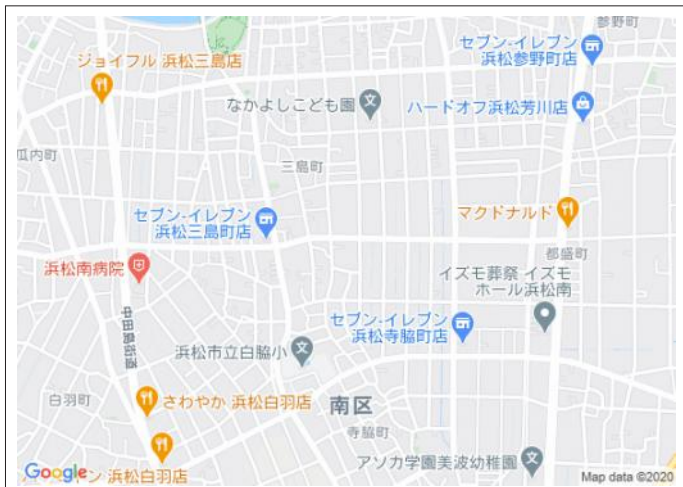 参野町
セブン-イレブン
浜松参野町店
ジョイフル 浜松三島店
なかよしこども園
ハードオフ浜松芳川店
瓜内町
三島町
セブン-イレブン
浜松三島町店
マクドナルド
都盛町
浜松南病院
イズモ葬祭 イズモ
ホール浜松南
中田島街道
セブン-イレブン
浜松寺脇町店
浜松市立白脇小
白羽町
さわやか 浜松白羽店
南区
寺脇町
アソカ学園美波幼稚園
ン 浜松白羽店
Google
Map data ©2020